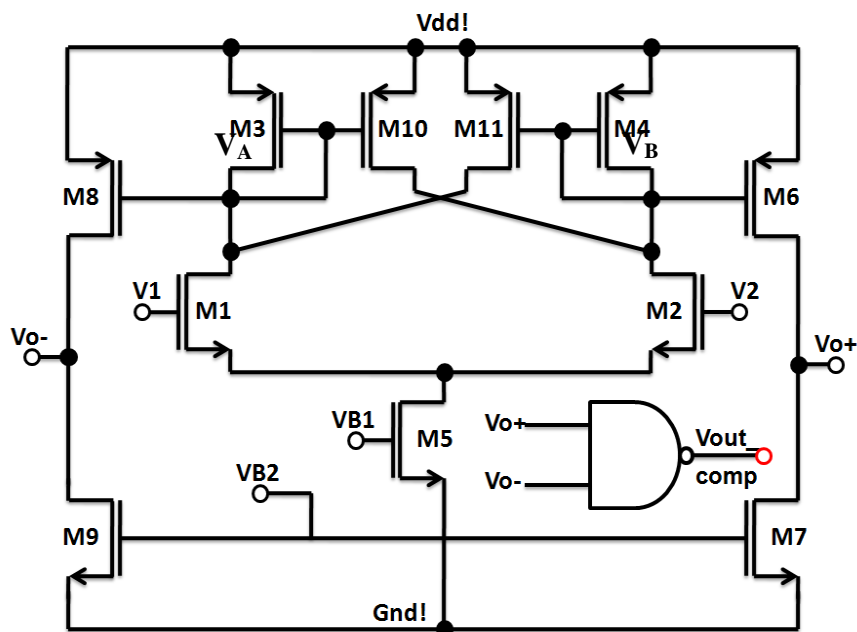 Vdd!
M3
M10
M11
M4
VA
VB
M8
M6
V1
M1
M2
V2
Vo-
Vo+
VB1
M5
Vo+
Vout_
comp
Vo-
VB2
M9
M7
Gnd!